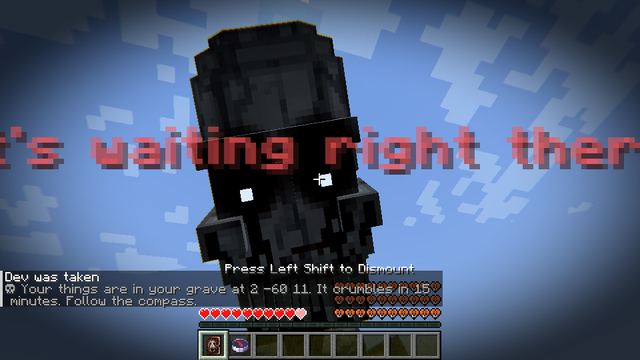 t's waiting right ther
Press Left Shift to Dismount
Dev was taken
Your things are in your grave at 2 -60 11. It crumbles in 15
minutes. Follow the compass.